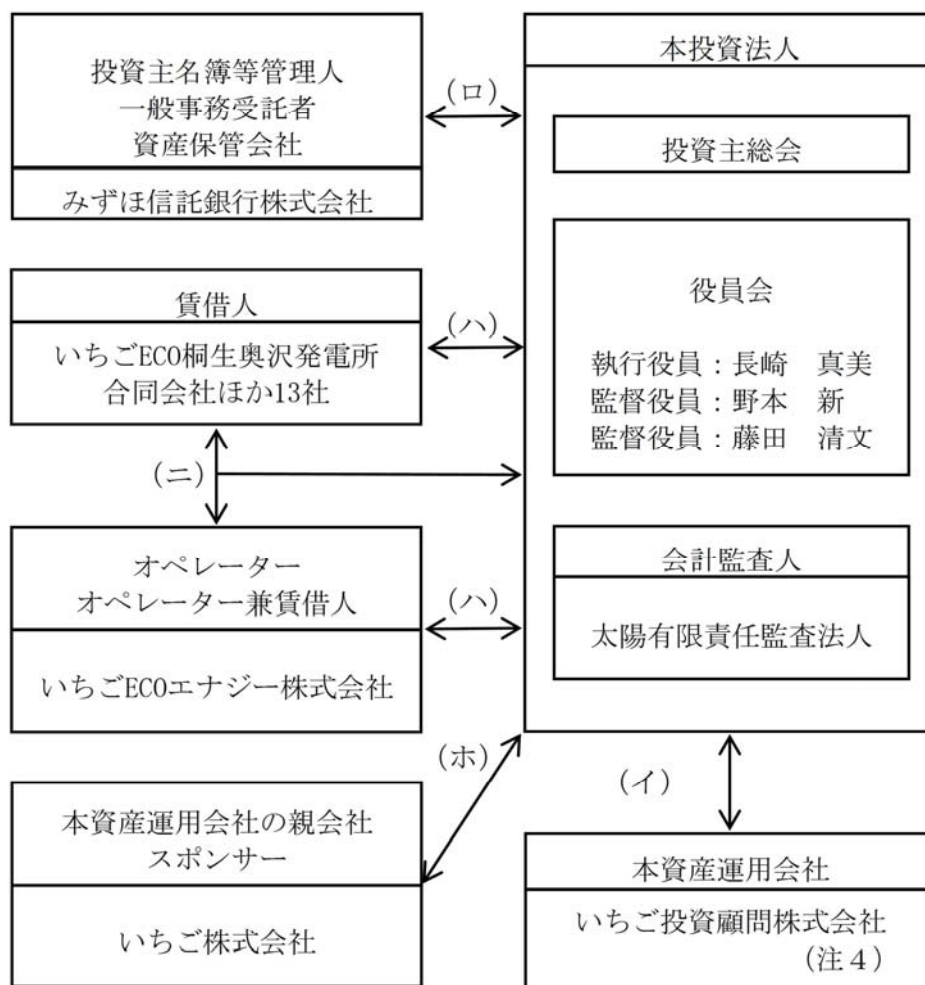 投資主名簿等管理人
一般事務受託者
資産保管会社
みずほ信託銀行株式会社
(ロ)
賃借人
いちごECO桐生奥沢発電所
合同会社ほか13社
(ハ)
(ニ)
オペレーター
オペレーター兼賃借人
いちごECOエナジー株式会社
(ハ)
本資産運用会社の親会社
スポンサー
いちご株式会社
(ホ)
本投資法人
投資主総会
役員会
執行役員:長崎 真美
監督役員:野本 新
監督役員:藤田 清文
会計監査人
太陽有限責任監査法人
(イ)
本資産運用会社
いちご投資顧問株式会社
(注4)